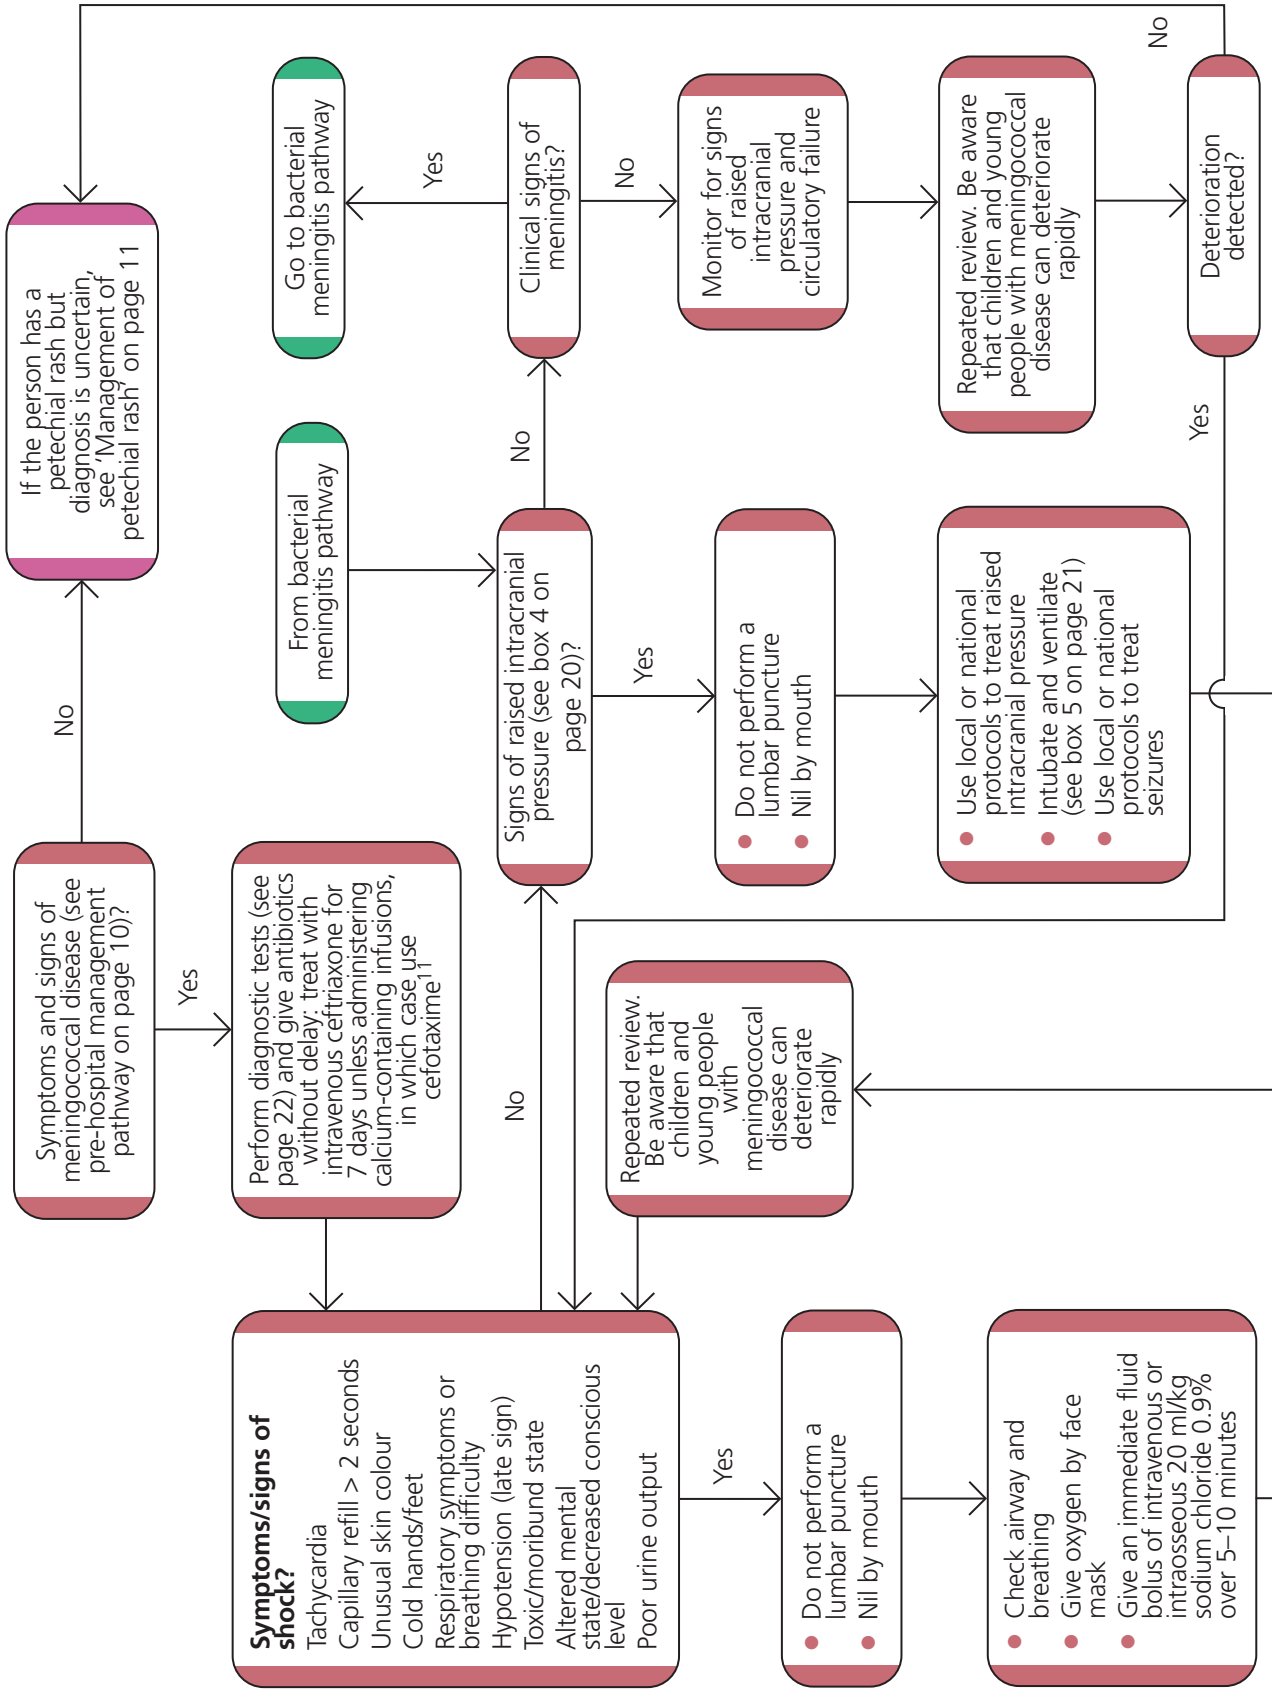 Symptoms and signs of
meningococcal disease (see
pre-hospital management
pathway on page 10)?
No
If the person has a
petechial rash but
diagnosis is uncertain,
see ‘Management of
petechial rash’ on page 11
Yes
Perform diagnostic tests (see
page 22) and give antibiotics
without delay: treat with
intravenous ceftriaxone for
7 days unless administering
calcium-containing infusions,
in which case use
cefotaxime11
Symptoms/signs of
shock?
Tachycardia
Capillary refill > 2 seconds
Unusual skin colour
Cold hands/feet
Respiratory symptoms or
breathing difficulty
Hypotension (late sign)
Toxic/moribund state
Altered mental
state/decreased conscious
level
Poor urine output
No
From bacterial
meningitis pathway
Signs of raised intracranial
pressure (see box 4 on
page 20)?
No
Clinical signs of
meningitis?
Yes
Go to bacterial
meningitis pathway
No
Monitor for signs
of raised
intracranial
pressure and
circulatory failure
Repeated review. Be aware
that children and young
people with meningococcal
disease can deteriorate
rapidly
Deterioration
detected?
No
Yes
Yes
● Do not perform a
lumbar puncture
● Nil by mouth
● Use local or national
protocols to treat raised
intracranial pressure
● Intubate and ventilate
(see box 5 on page 21)
● Use local or national
protocols to treat
seizures
Repeated review.
Be aware that
children and
young people
with
meningococcal
disease can
deteriorate
rapidly
Yes
● Do not perform a
lumbar puncture
● Nil by mouth
● Check airway and
breathing
● Give oxygen by face
mask
● Give an immediate fluid
bolus of intravenous or
intraosseous 20 ml/kg
sodium chloride 0.9%
over 5–10 minutes